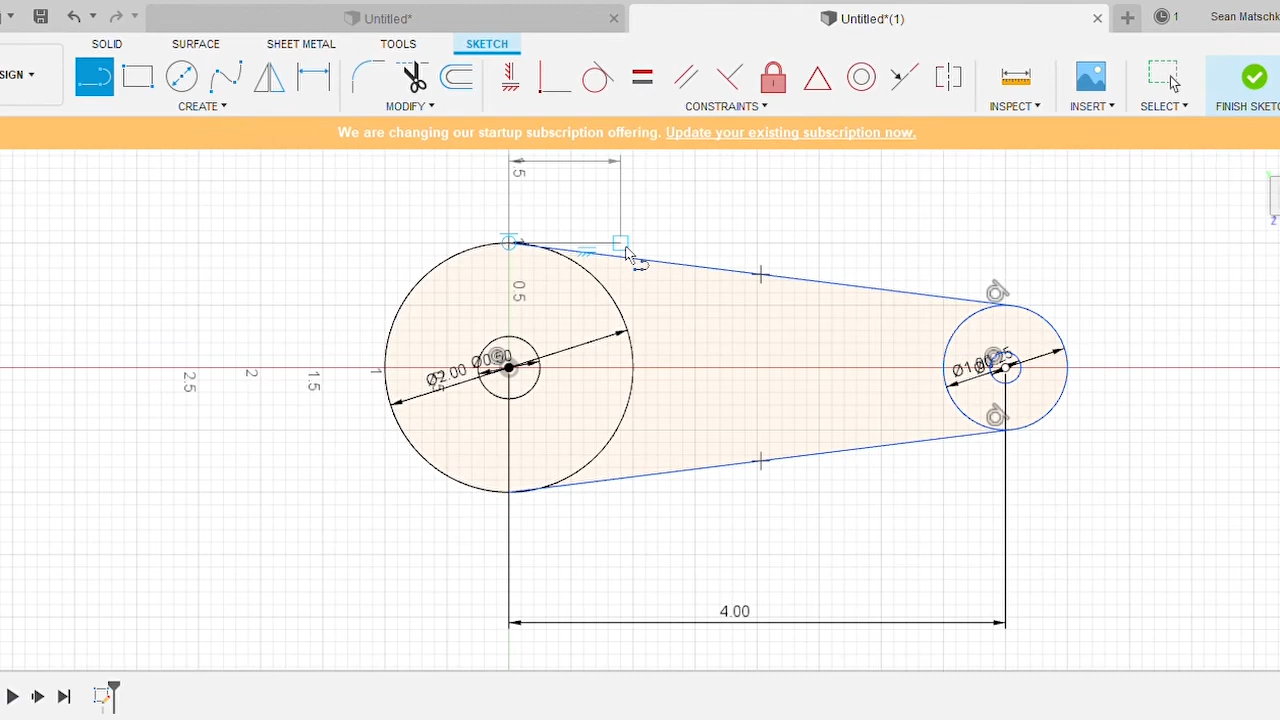 Untitled*
Untitled*(1)
1
Sean Matschk
SOLID
SURFACE
SHEET METAL
TOOLS
SKETCH
SIGN
CREATE
MODIFY
CONSTRAINTS
INSPECT
INSERT
SELECT
FINISH SKETC
We are changing our startup subscription offering. Update your existing subscription now.
.5
0.5
2.5
2
1.5
1
Ø2.00
4.00
Z
1